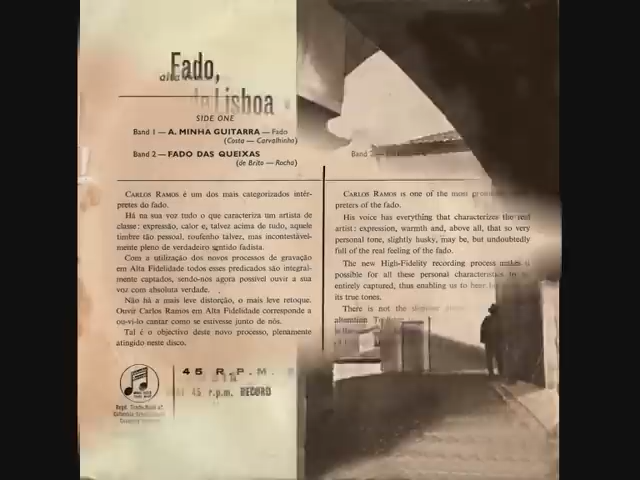 Fado,
de Lisboa
SIDE ONE
Band 1 — A. MINHA GUITARRA — Fado
(Costa — Carvalhinho)
Band 2 — FADO DAS QUEIXAS
(de Brito — Rocha)
Band
CARLOS RAMOS é um dos mais categorizados intér-
pretes do fado.
Há na sua voz tudo o que caracteriza um artista de
classe: expressão, calor e, talvez acima de tudo, aquele
timbre tão pessoal, roufenho talvez, mas incontestável-
mente pleno de verdadeiro sentido fadista.
Com a utilização dos novos processos de gravação
em Alta Fidelidade todos esses predicados são integral-
mente captados, sendo-nos agora possível ouvir a sua
voz com absoluta verdade.
Não há a mais leve distorção, o mais leve retoque.
Ouvir Carlos Ramos em Alta Fidelidade corresponde a
ou-vi-lo cantar como se estivesse junto de nós.
Tal é o objectivo deste novo processo, plenamente
atingido neste disco.
CARLOS RAMOS is one of the most
preters of the fado.
His voice has everything that characterizes the real
artist: expression, warmth and, above all, that so very
personal tone, slightly husky, may be, but undoubtedly
full of the real feeling of the fado.
The new High-Fidelity recording process makes it
possible for all these personal characteristics to be
entirely captured, thus enabling us to hear
its true tones.
There is not the
alteration
45 R.P.M.
45 r.p.m. RECORD
Regd. Trade-Mark of